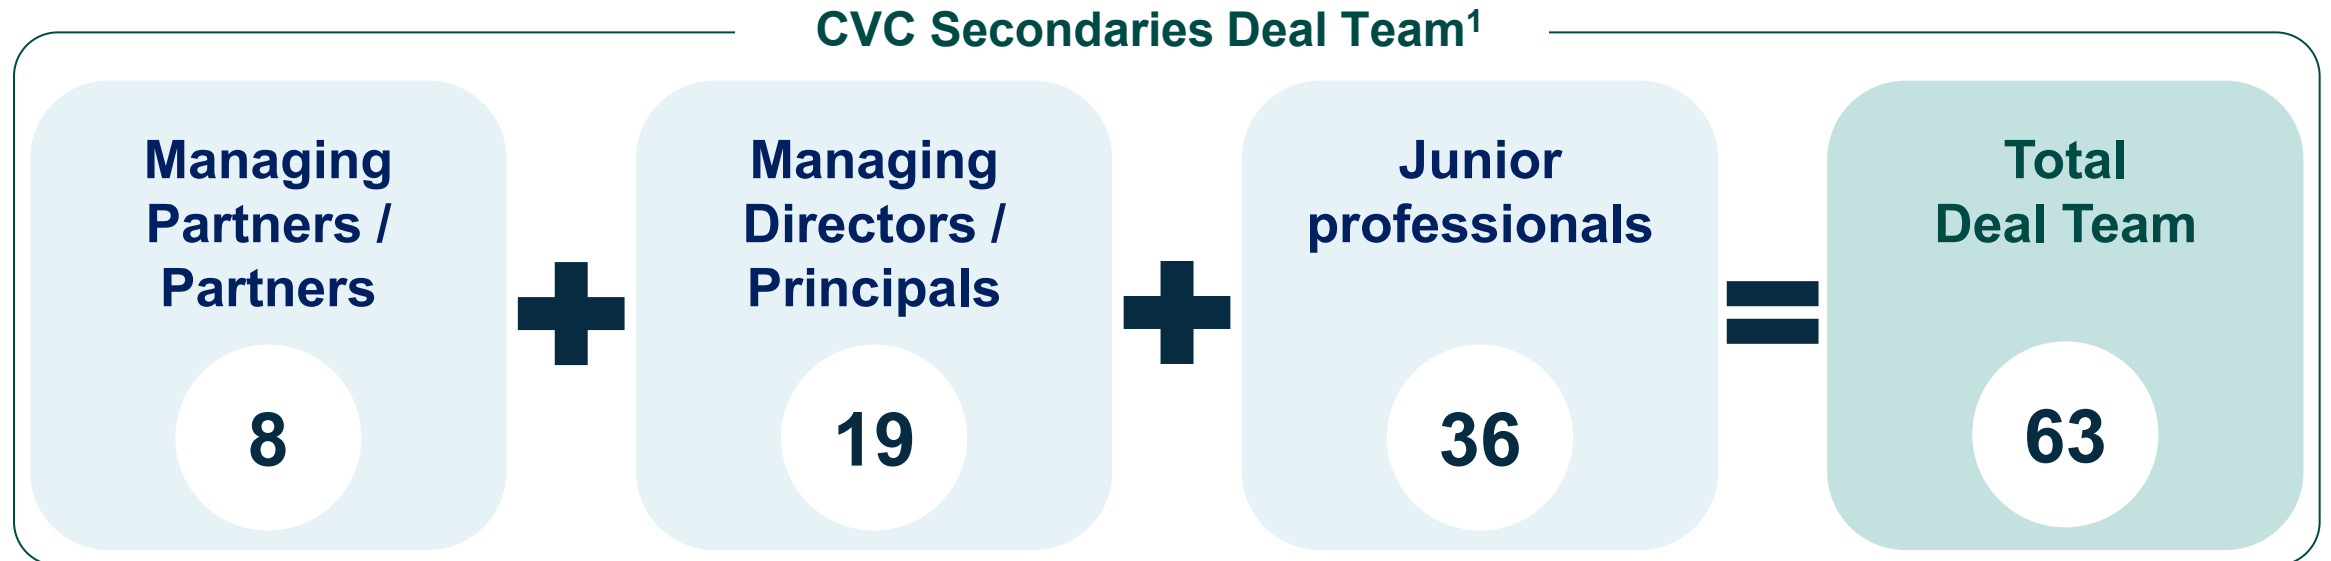 CVC Secondaries Deal Team¹
Managing
Partners /
Partners
8
Managing
Directors /
Principals
19
Junior
professionals
36
Total
Deal Team
63